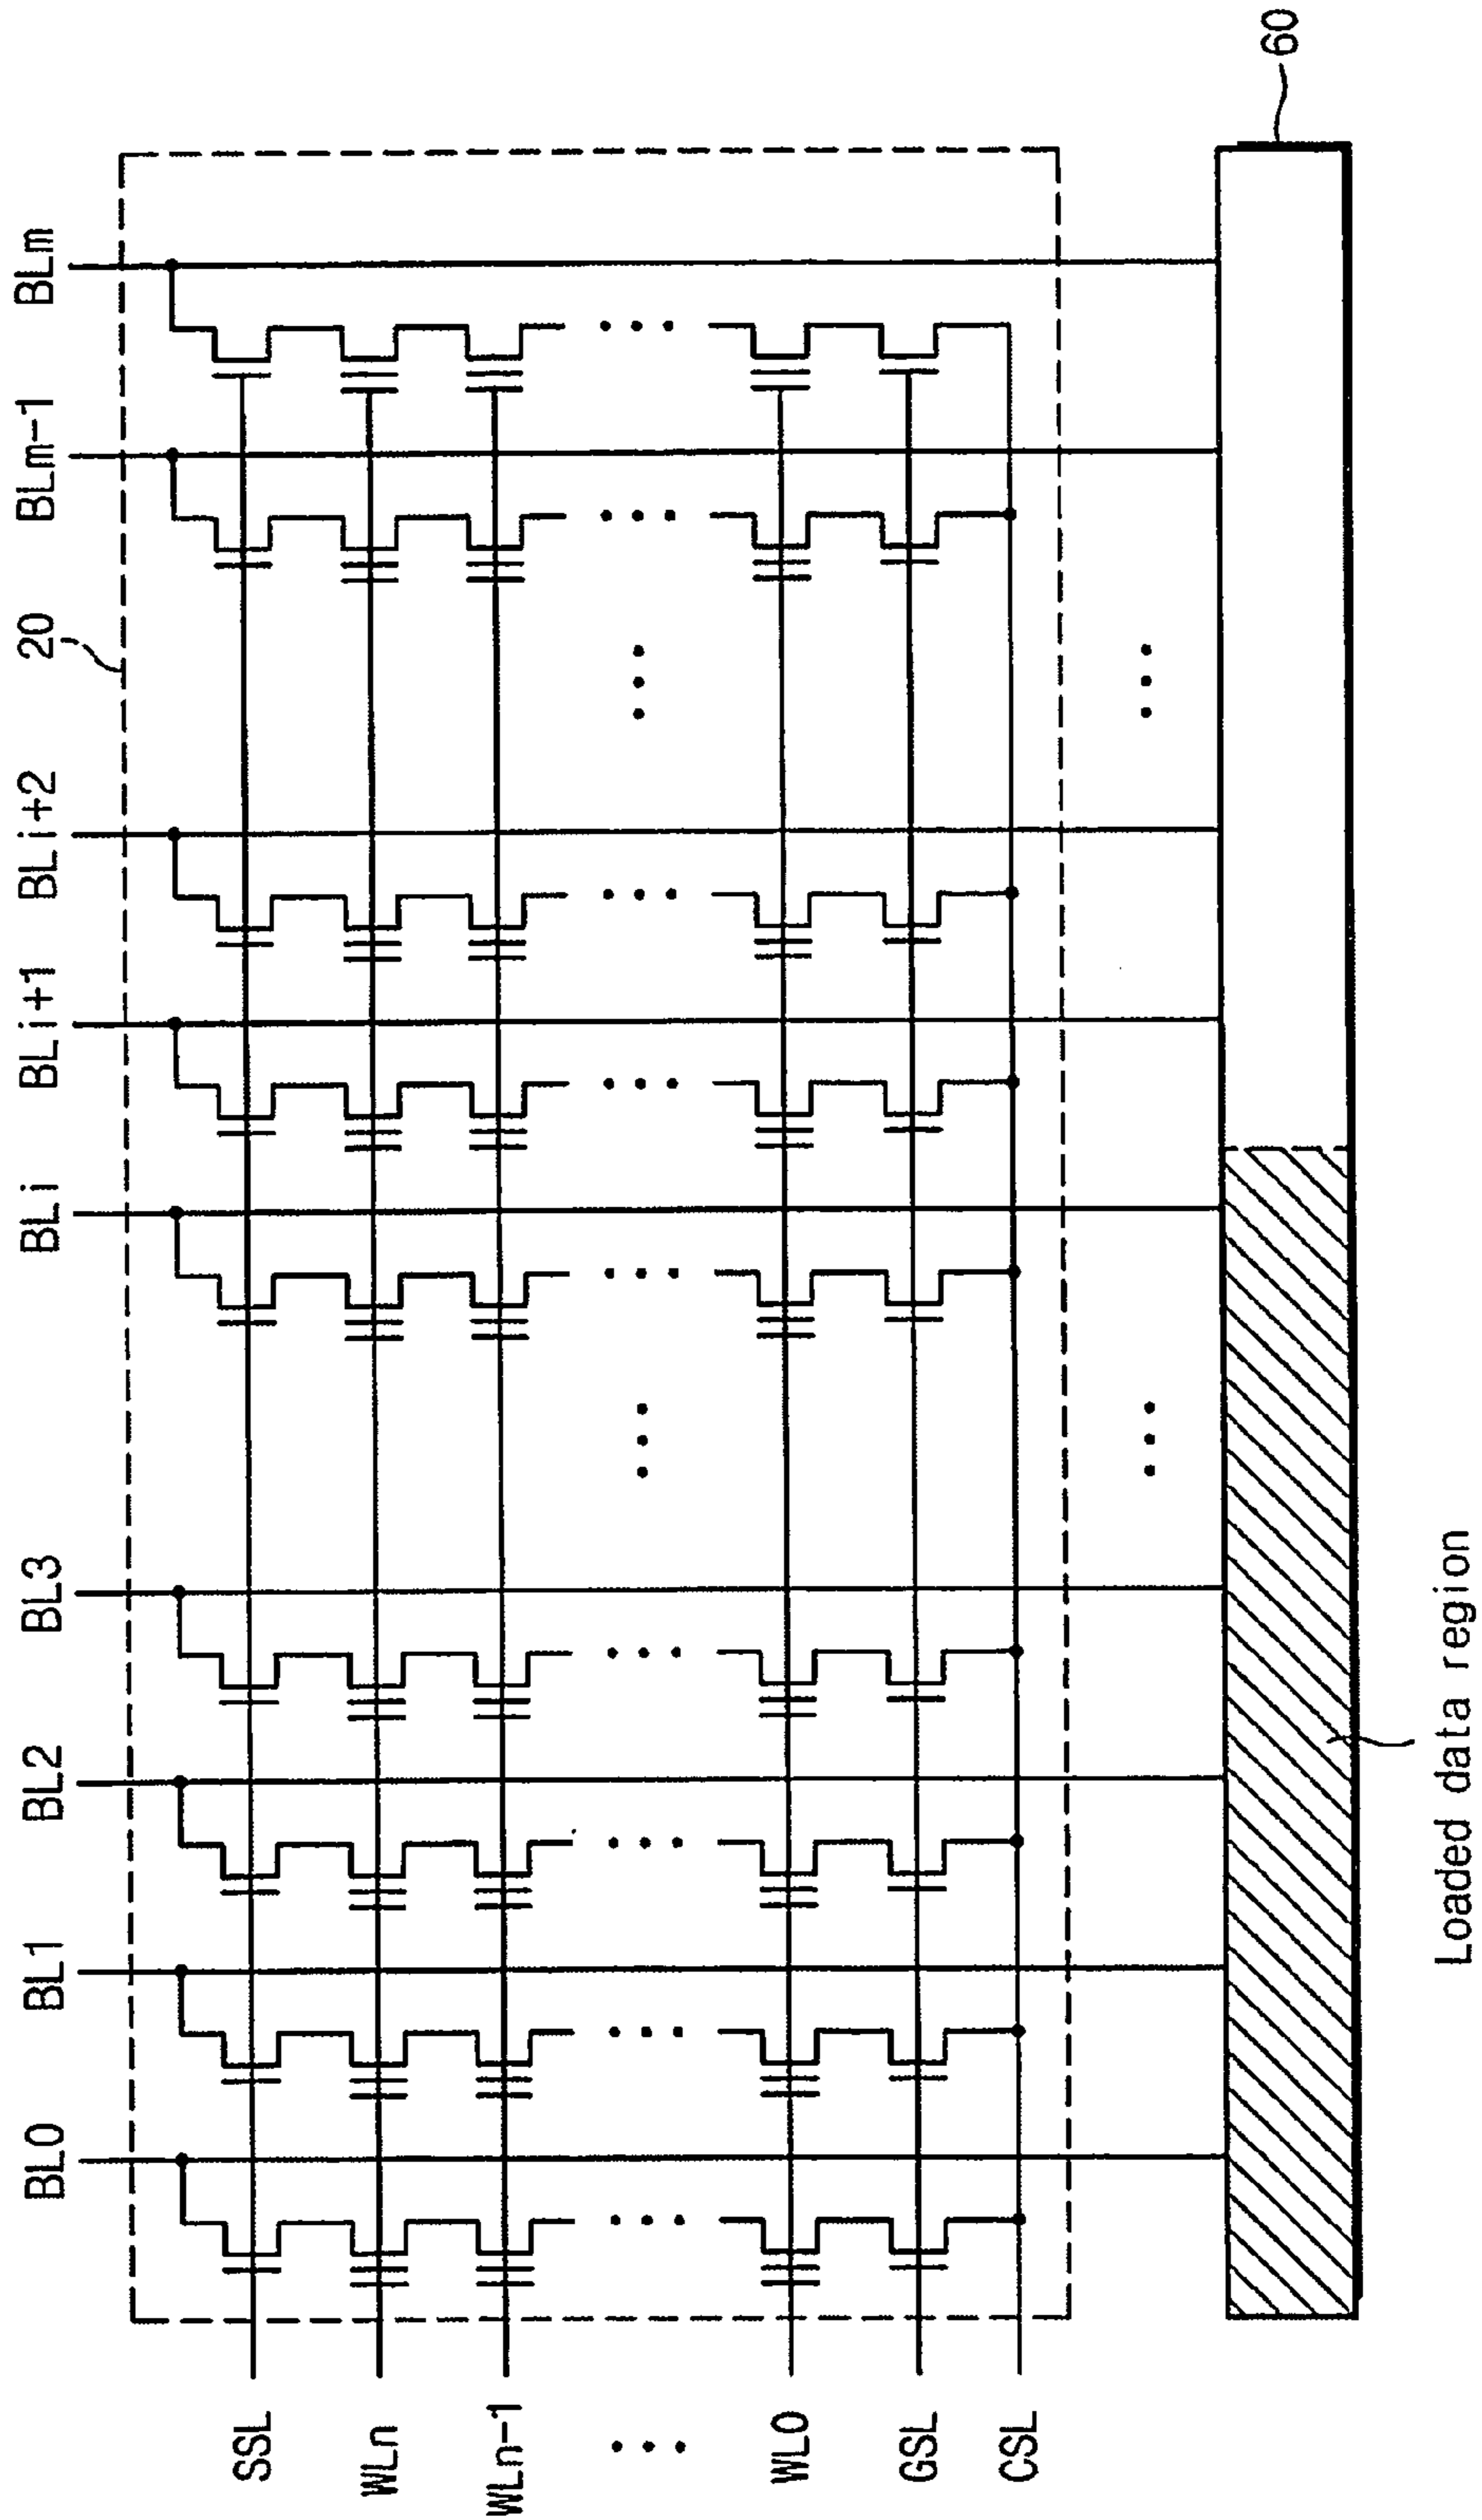 BL0 BL1 BL2 BL3 BLi BLi+1 BLi+2 20 BLm-1 BLm
SSL
WLn
WLn-1
WL0
GSL
CSL
60
Loaded data region